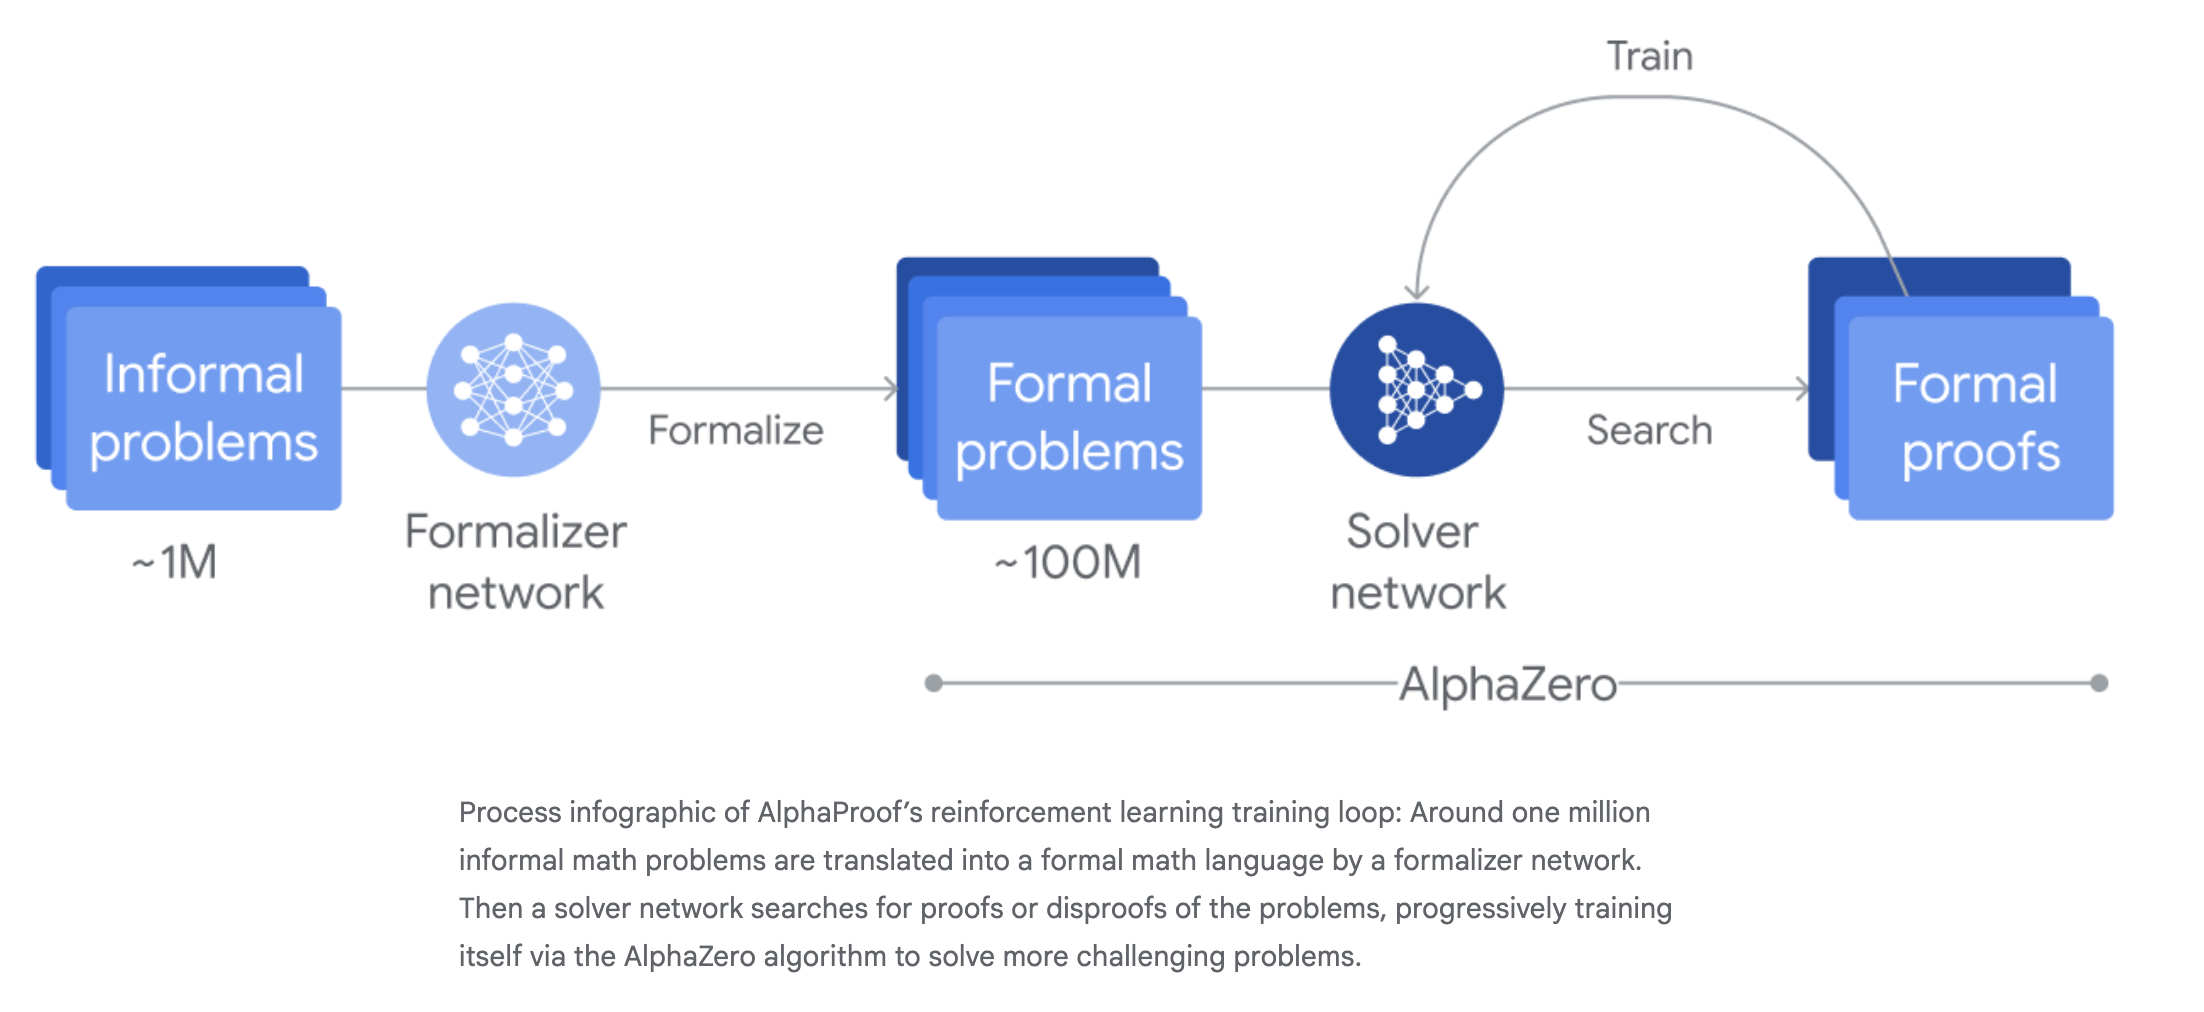 Train
Informal
problems
Formalize
Formal
problems
Search
Formal
proofs
~1M
Formalizer
network
~100M
Solver
network
AlphaZero
Process infographic of AlphaProof’s reinforcement learning training loop: Around one million
informal math problems are translated into a formal math language by a formalizer network.
Then a solver network searches for proofs or disproofs of the problems, progressively training
itself via the AlphaZero algorithm to solve more challenging problems.